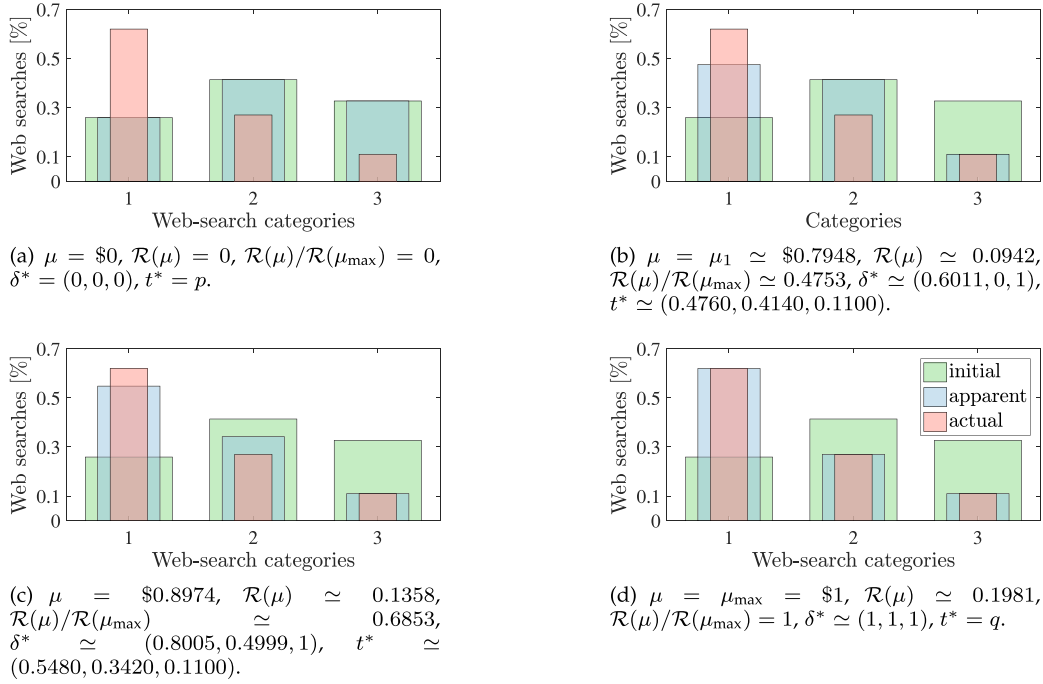 0.7
0.5
0.3
0.1
0
Web searches [%]
1 2 3
Web-search categories
(a) μ = $0, R(μ) = 0, R(μ)/R(μmax) = 0,
δ* = (0, 0, 0), t* = p.
0.7
0.5
0.3
0.1
0
Web searches [%]
1 2 3
Categories
(b) μ = μ1 ≃ $0.7948, R(μ) ≃ 0.0942,
R(μ)/R(μmax) ≃ 0.4753, δ* ≃ (0.6011, 0, 1),
t* ≃ (0.4760, 0.4140, 0.1100).
0.7
0.5
0.3
0.1
0
Web searches [%]
1 2 3
Web-search categories
(c) μ = $0.8974, R(μ) ≃ 0.1358,
R(μ)/R(μmax) ≃ 0.6853,
δ* ≃ (0.8005, 0.4999, 1), t* ≃
(0.5480, 0.3420, 0.1100).
0.7
0.5
0.3
0.1
0
Web searches [%]
initial
apparent
actual
1 2 3
Web-search categories
(d) μ = μmax = $1, R(μ) ≃ 0.1981,
R(μ)/R(μmax) = 1, δ* ≃ (1, 1, 1), t* = q.